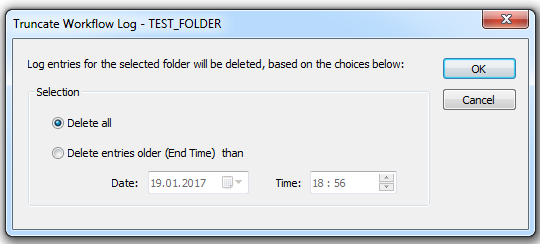 Truncate Workflow Log - TEST_FOLDER
Log entries for the selected folder will be deleted, based on the choices below:
OK
Cancel
Selection
Delete all
Delete entries older (End Time) than
Date: 19.01.2017 Time: 18 : 56